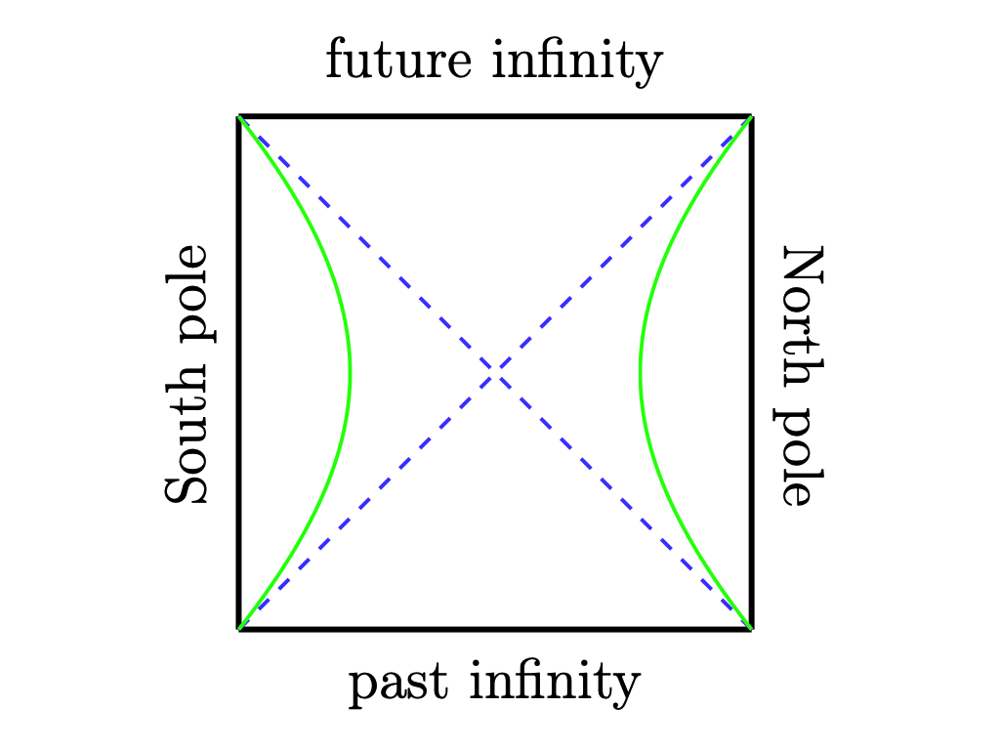 future infinity
South pole
North pole
past infinity